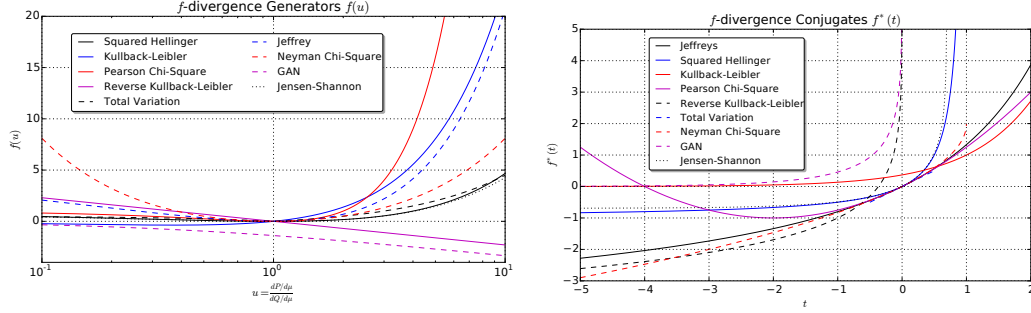 f-divergence Generators f(u)
20
15
10
5
0
f(u)
Squared Hellinger
Kullback-Leibler
Pearson Chi-Square
Reverse Kullback-Leibler
Total Variation
Jeffrey
Neyman Chi-Square
GAN
Jensen-Shannon
10^-1
10^0
10^1
u = dP/dμ / dQ/dμ
f-divergence Conjugates f*(t)
5
4
3
2
1
0
−1
−2
−3
f*(t)
Jeffreys
Squared Hellinger
Kullback-Leibler
Pearson Chi-Square
Reverse Kullback-Leibler
Total Variation
Neyman Chi-Square
GAN
Jensen-Shannon
−5 −4 −3 −2 −1 0 1 2
t